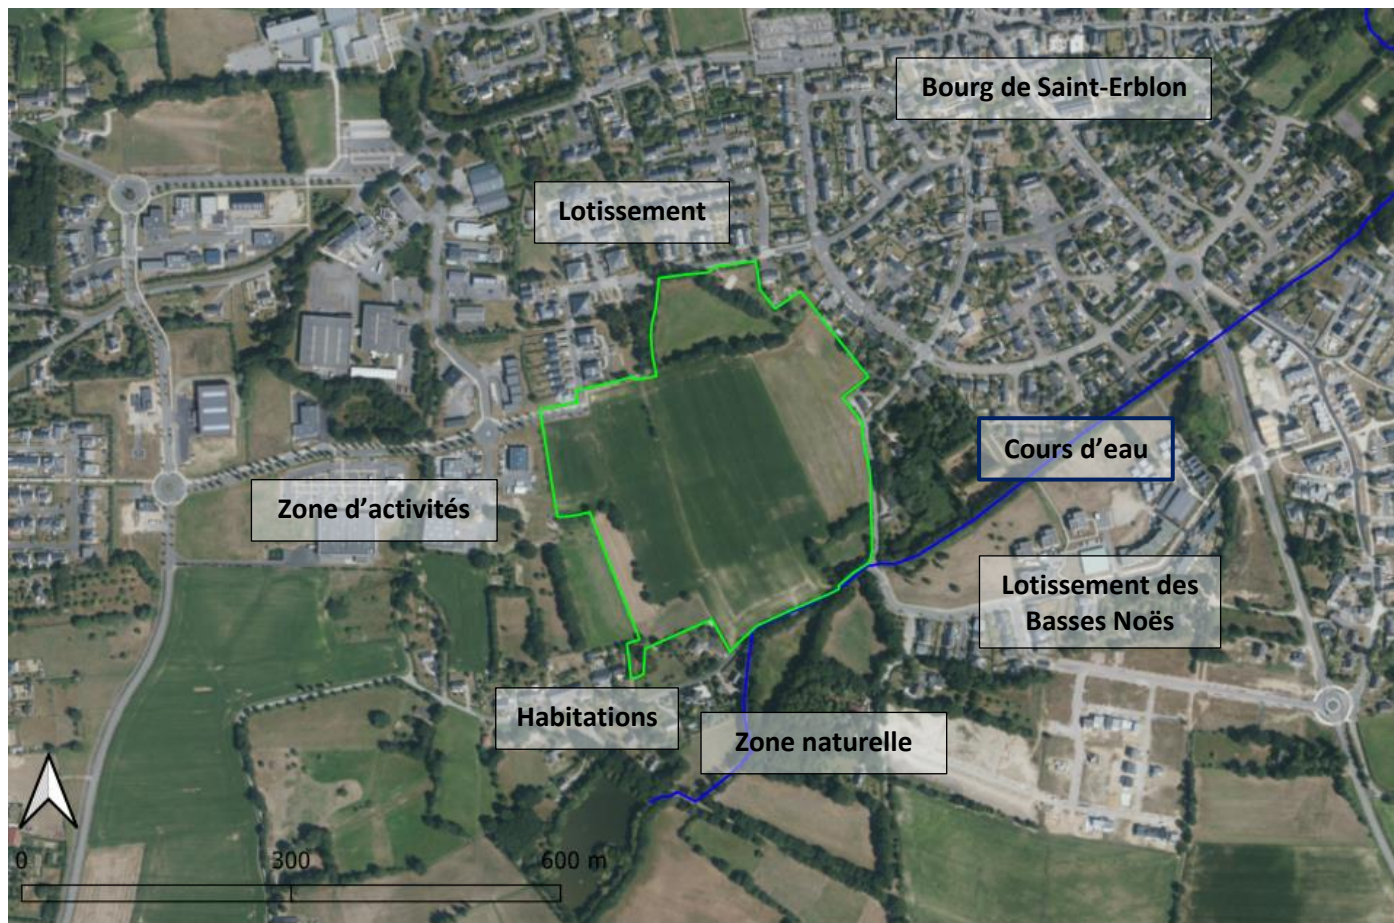 Bourg de Saint-Erblon
Lotissement
Cours d’eau
Zone d’activités
Lotissement des
Basses Noës
Habitations
Zone naturelle
0 300 600 m